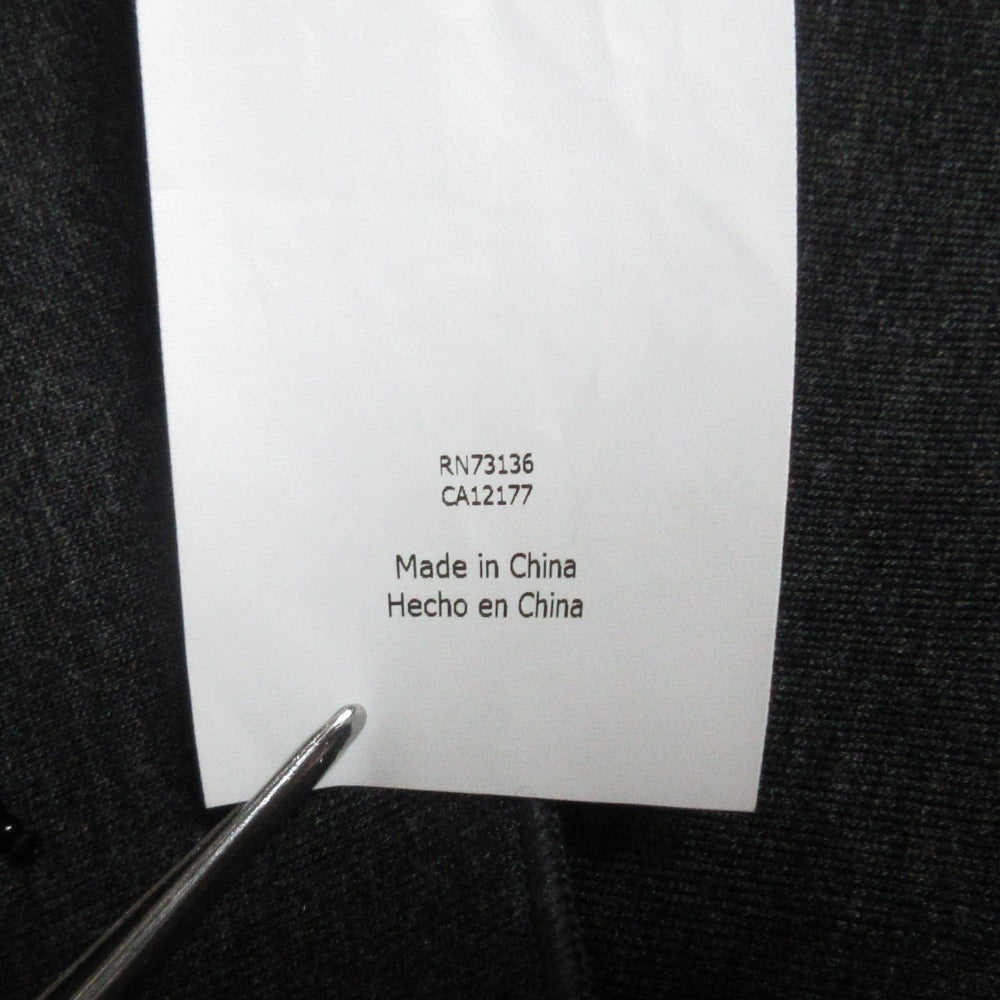 RN73136
CA12177
Made in China
Hecho en China